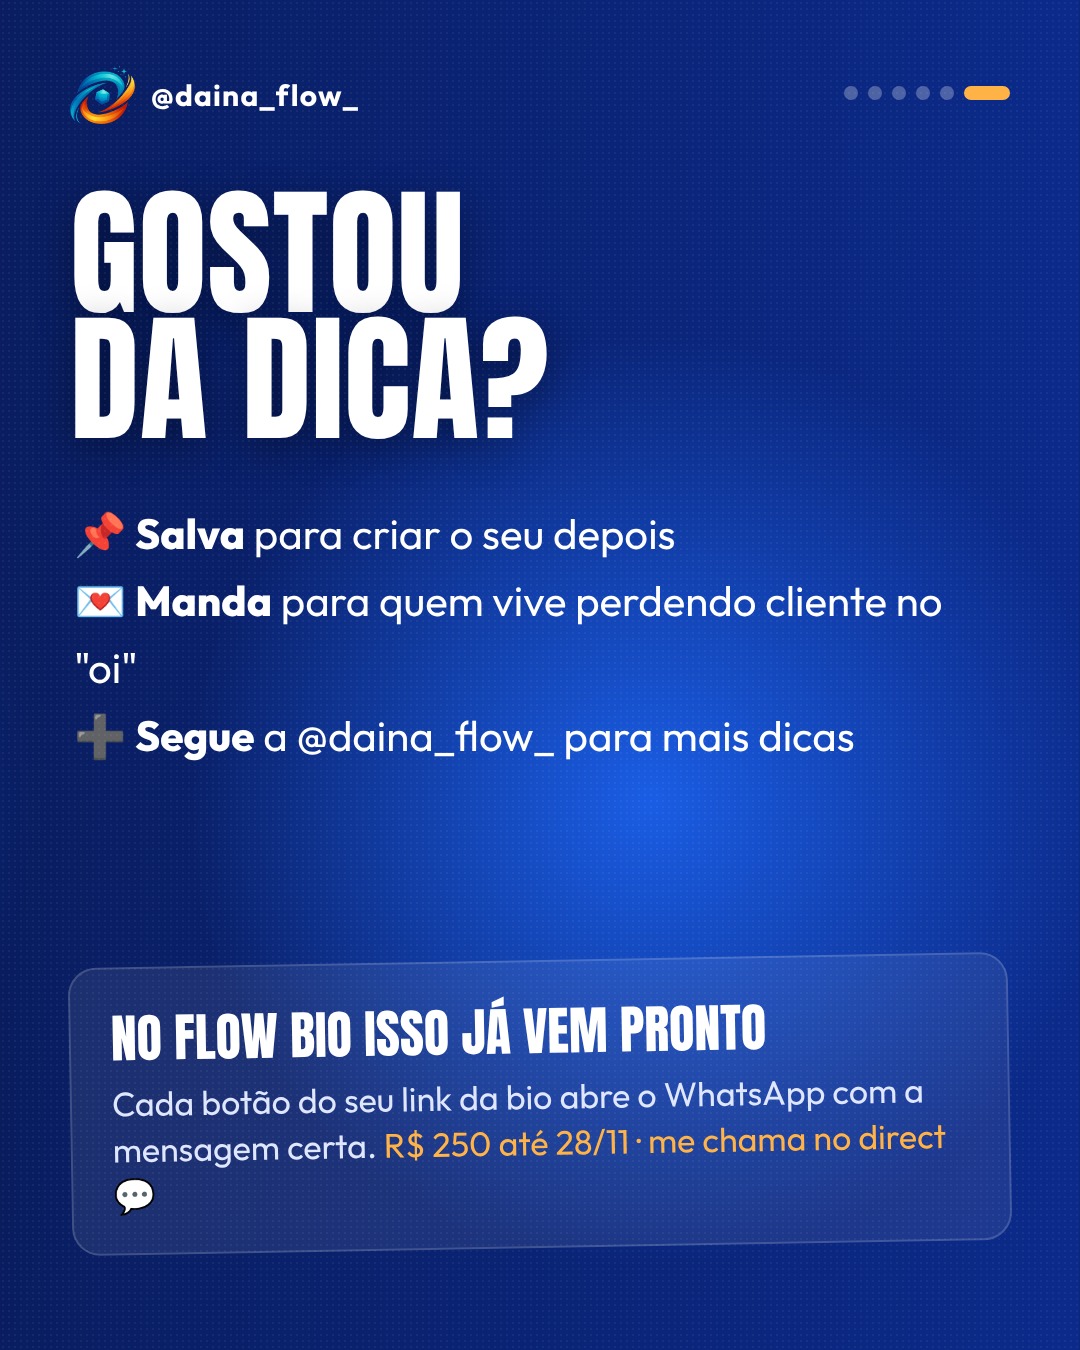 @daina_flow_
GOSTOU
DA DICA?
📌 Salva para criar o seu depois
💌 Manda para quem vive perdendo cliente no
"oi"
➕ Segue a @daina_flow_ para mais dicas
NO FLOW BIO ISSO JÁ VEM PRONTO
Cada botão do seu link da bio abre o WhatsApp com a
mensagem certa. R$ 250 até 28/11 · me chama no direct
💬